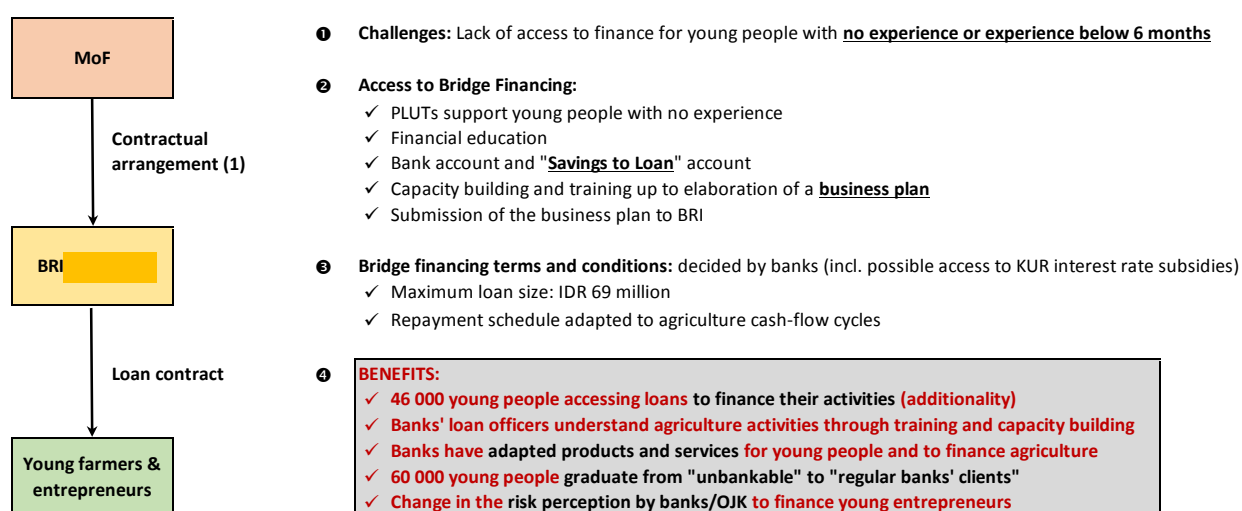 MoF
Contractual
arrangement (1)
BRI
Loan contract
Young farmers &
entrepreneurs
❶ Challenges: Lack of access to finance for young people with no experience or experience below 6 months
❷ Access to Bridge Financing:
✓ PLUTs support young people with no experience
✓ Financial education
✓ Bank account and "Savings to Loan" account
✓ Capacity building and training up to elaboration of a business plan
✓ Submission of the business plan to BRI
❸ Bridge financing terms and conditions: decided by banks (incl. possible access to KUR interest rate subsidies)
✓ Maximum loan size: IDR 69 million
✓ Repayment schedule adapted to agriculture cash-flow cycles
❹ BENEFITS:
✓ 46 000 young people accessing loans to finance their activities (additionality)
✓ Banks' loan officers understand agriculture activities through training and capacity building
✓ Banks have adapted products and services for young people and to finance agriculture
✓ 60 000 young people graduate from "unbankable" to "regular banks' clients"
✓ Change in the risk perception by banks/OJK to finance young entrepreneurs